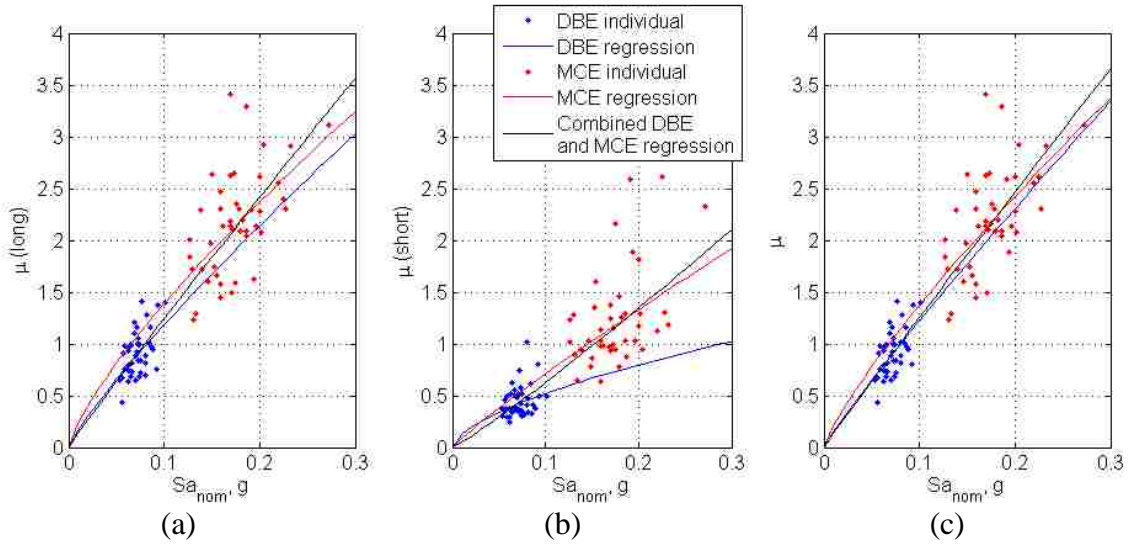 DBE individual
DBE regression
MCE individual
MCE regression
Combined DBE
and MCE regression
4
3.5
3
2.5
2
1.5
1
0.5
0
0
0.1
0.2
0.3
μ (long)
Sa_nom, g
(a)
4
3.5
3
2.5
2
1.5
1
0.5
0
0
0.1
0.2
0.3
μ (short)
Sa_nom, g
(b)
4
3.5
3
2.5
2
1.5
1
0.5
0
0
0.1
0.2
0.3
μ
Sa_nom, g
(c)